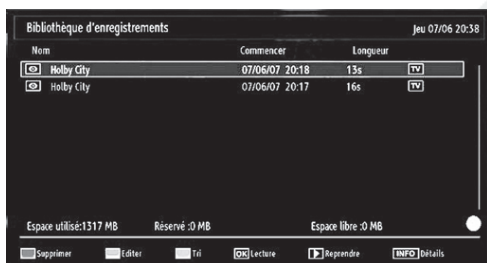 Bibliothèque d'enregistrements Jeu 07/06 20:38
Nom Commencer Longueur
Holby City 07/06/07 20:18 13s TV
Holby City 07/06/07 20:17 16s TV
Espace utilisé:1317 MB Réservé :0 MB Espace libre :0 MB
Supprimer Editer Tri OK Lecture Reprendre INFO Détails